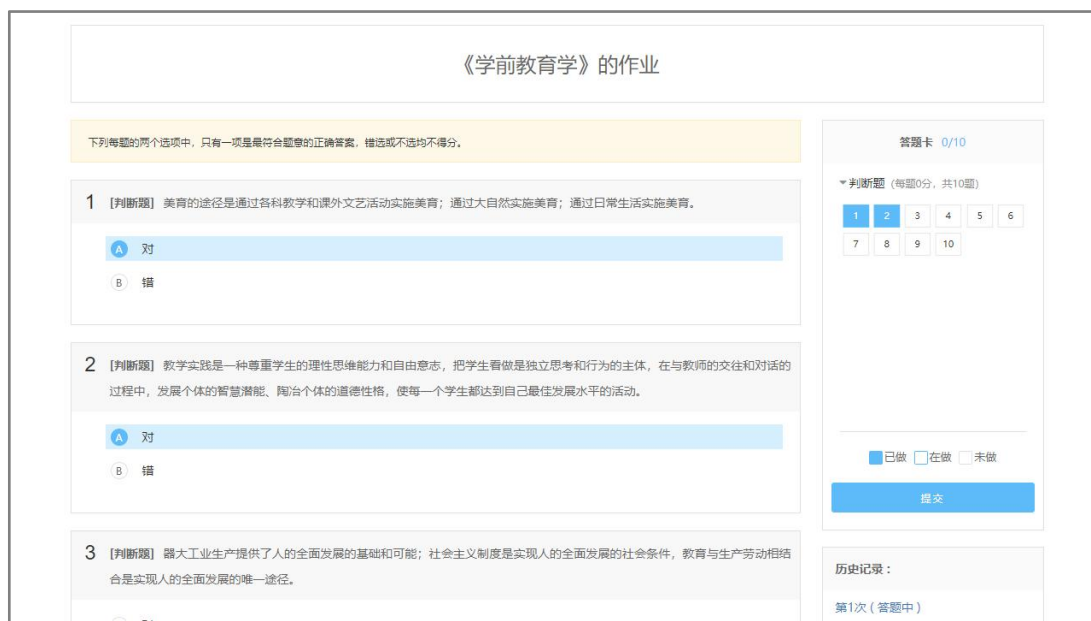 《学前教育学》的作业
下列每题的两个选项中，只有一项是最符合题意的正确答案，错选或不选均不得分。
1 [判断题] 美育的途径是通过各科教学和课外文艺活动实施美育；通过大自然实施美育；通过日常生活实施美育。
A 对
B 错
2 [判断题] 教学实践是一种尊重学生的理性思维能力和自由意志，把学生看做是独立思考和行为的主体，在与教师的交往和对话的
过程中，发展个体的智慧潜能、陶冶个体的道德性格，使每一个学生都达到自己最佳发展水平的活动。
A 对
B 错
3 [判断题] 器大工业生产提供了人的全面发展的基础和可能；社会主义制度是实现人的全面发展的社会条件，教育与生产劳动相结
合是实现人的全面发展的唯一途径。
答题卡 0/10
判断题 (每题0分，共10题)
1 2 3 4 5 6
7 8 9 10
已做 在做 未做
提交
历史记录：
第1次 ( 答题中 )